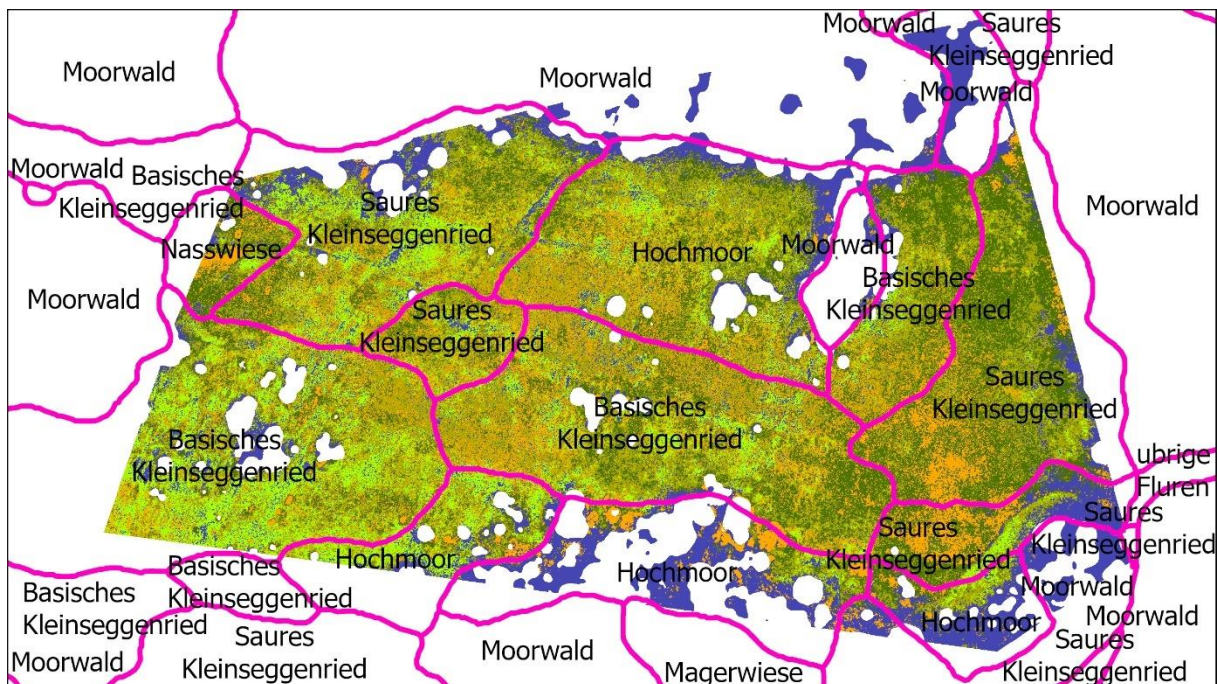 Moorwald
Saures
Kleinseggenried
Moorwald
Moorwald
Moorwald
Moorwald
Basisches
Kleinseggenried
Saures
Kleinseggenried
Moorwald
Nasswiese
Hochmoor
Moorwald
Basisches
Kleinseggenried
Moorwald
Saures
Kleinseggenried
Saures
Kleinseggenried
Basisches
Kleinseggenried
Basisches
Kleinseggenried
ubrige
Fluren
Saures
Kleinseggenried
Saures
Kleinseggenried
Hochmoor
Basisches
Kleinseggenried
Hochmoor
Moorwald
Basisches
Kleinseggenried
Hochmoor
Moorwald
Saures
Kleinseggenried
Moorwald
Saures
Kleinseggenried
Moorwald
Magerwiese